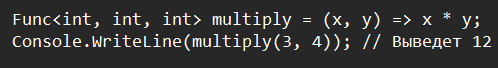 Func<int, int, int> multiply = (x, y) => x * y;
Console.WriteLine(multiply(3, 4)); // Выведет 12